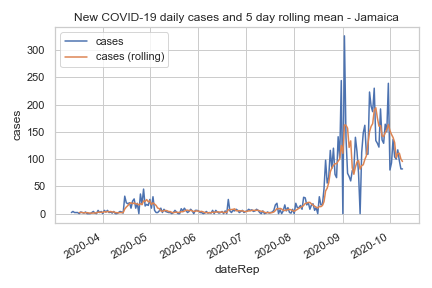 New COVID-19 daily cases and 5 day rolling mean - Jamaica
cases
cases (rolling)
300
250
200
150
100
50
0
cases
2020-04
2020-05
2020-06
2020-07
2020-08
2020-09
2020-10
dateRep